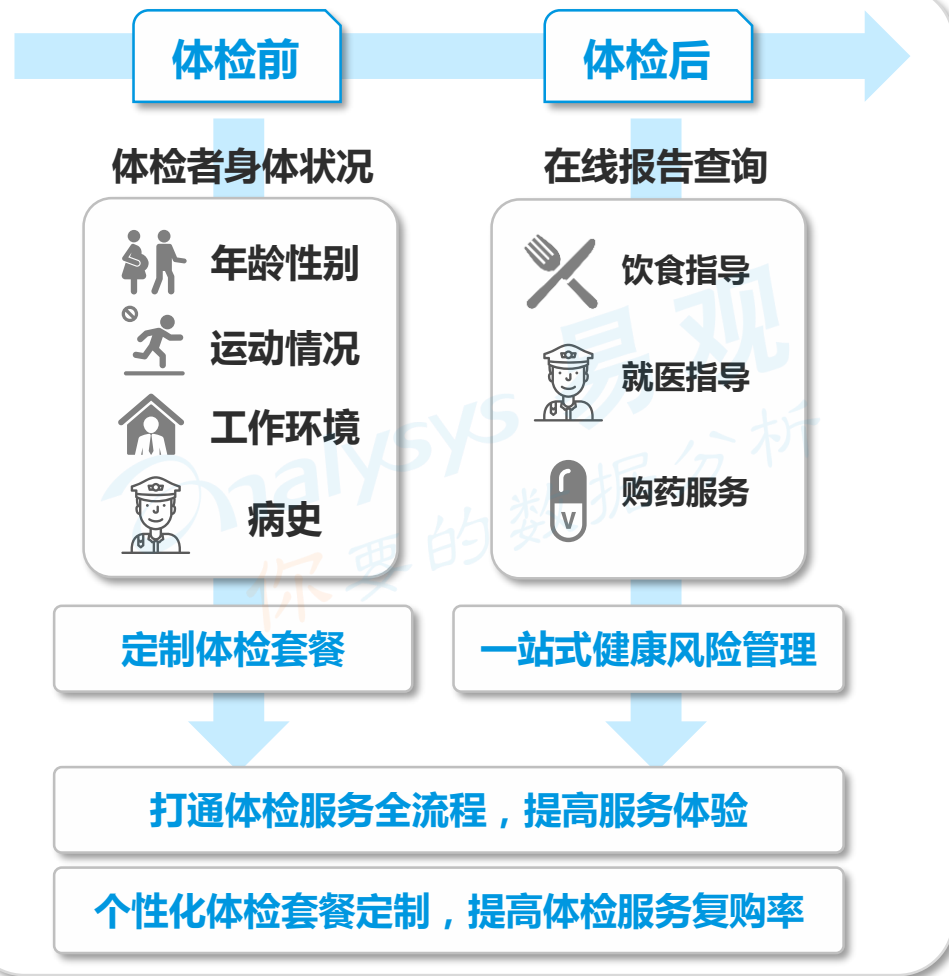 体检前
体检后
体检者身体状况
在线报告查询
年龄性别
运动情况
工作环境
病史
饮食指导
就医指导
购药服务
V
定制体检套餐
一站式健康风险管理
打通体检服务全流程，提高服务体验
个性化体检套餐定制，提高体检服务复购率
analysys 易观
你要的数据分析